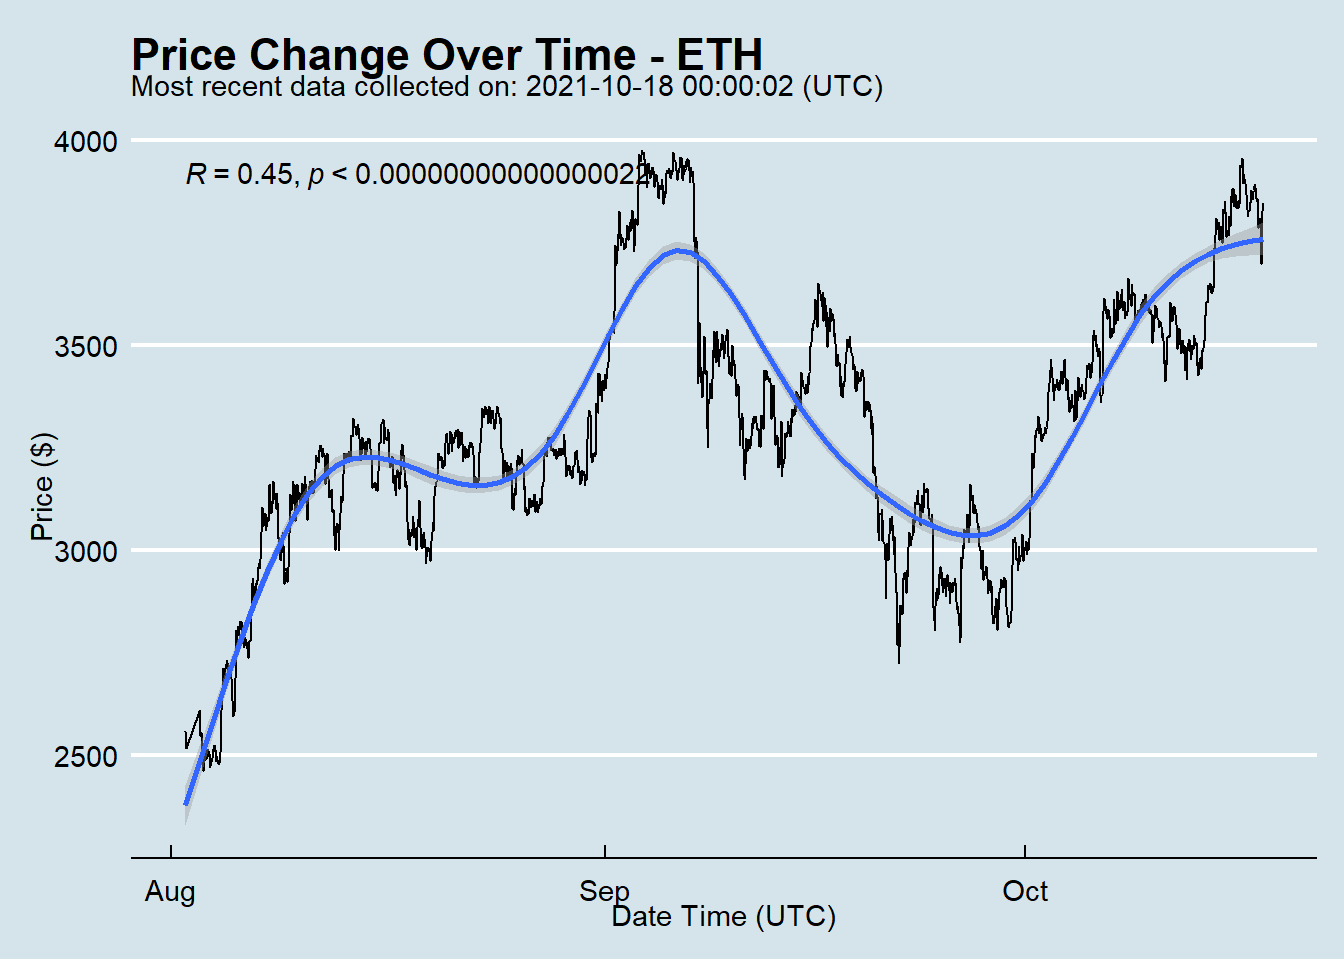 Price Change Over Time - ETH
Most recent data collected on: 2021-10-18 00:00:02 (UTC)
R = 0.45, p < 0.00000000000000022
4000
3500
3000
2500
Price ($)
Aug
Sep
Oct
Date Time (UTC)